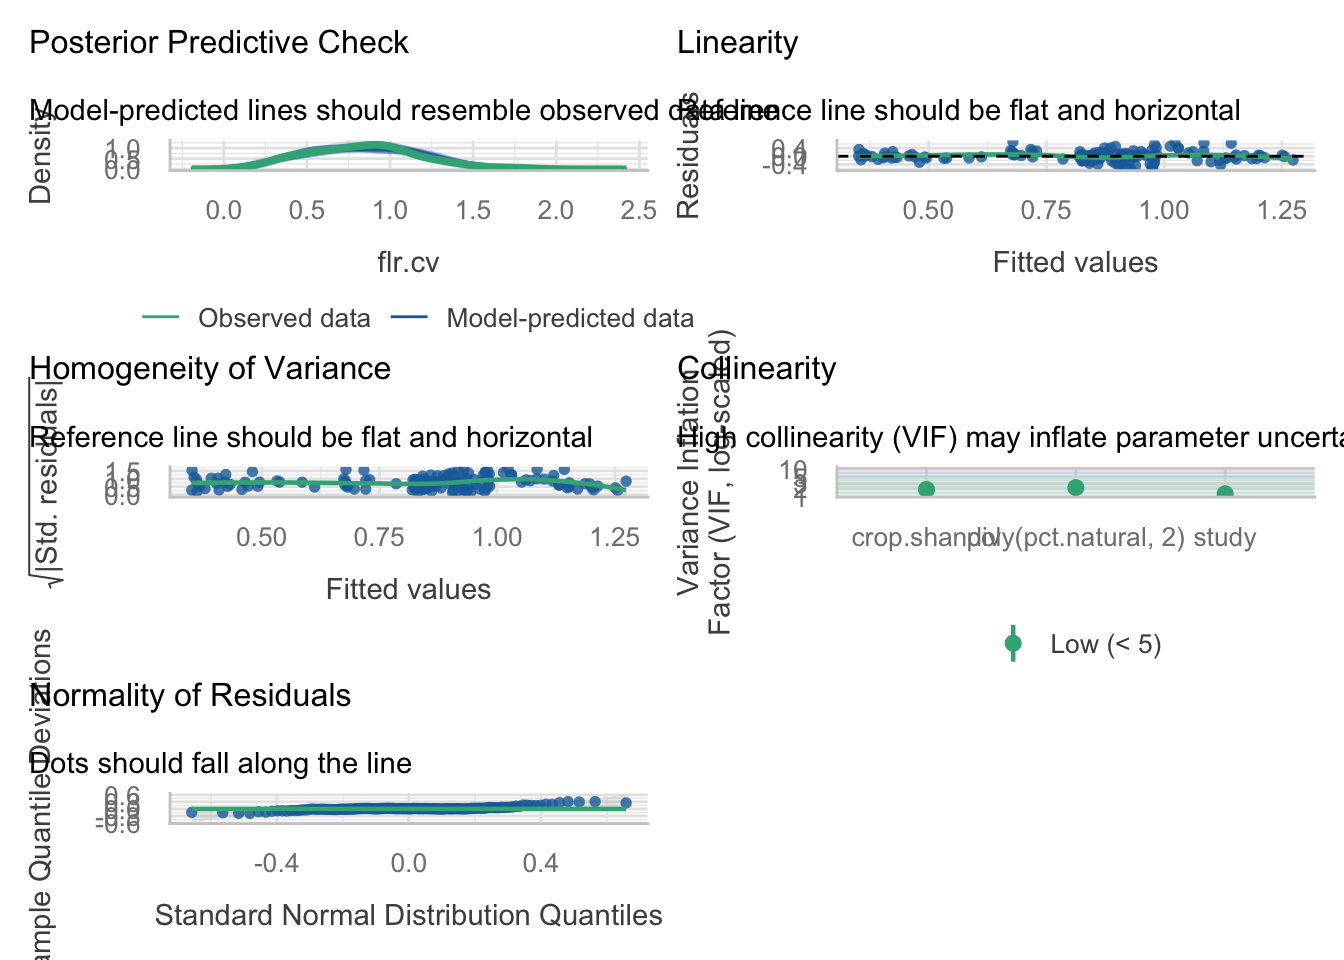 Posterior Predictive Check
Model-predicted lines should resemble observed data line
Density
1.0
0.5
0.0
0.0 0.5 1.0 1.5 2.0 2.5
flr.cv
Observed data Model-predicted data
Linearity
Reference line should be flat and horizontal
Residuals
0.4
-0.4
0.50 0.75 1.00 1.25
Fitted values
Homogeneity of Variance
Reference line should be flat and horizontal
√|Std. residuals|
1.5
1.0
0.5
0.0
0.50 0.75 1.00 1.25
Fitted values
Collinearity
High collinearity (VIF) may inflate parameter uncerta
Variance Inflation
Factor (VIF, log-scaled)
10
5
3
2
1
crop.shandiv poly(pct.natural, 2) study
Low (< 5)
Normality of Residuals
Dots should fall along the line
ample Quantile Deviations
0.6
-0.6
-0.4 0.0 0.4
Standard Normal Distribution Quantiles